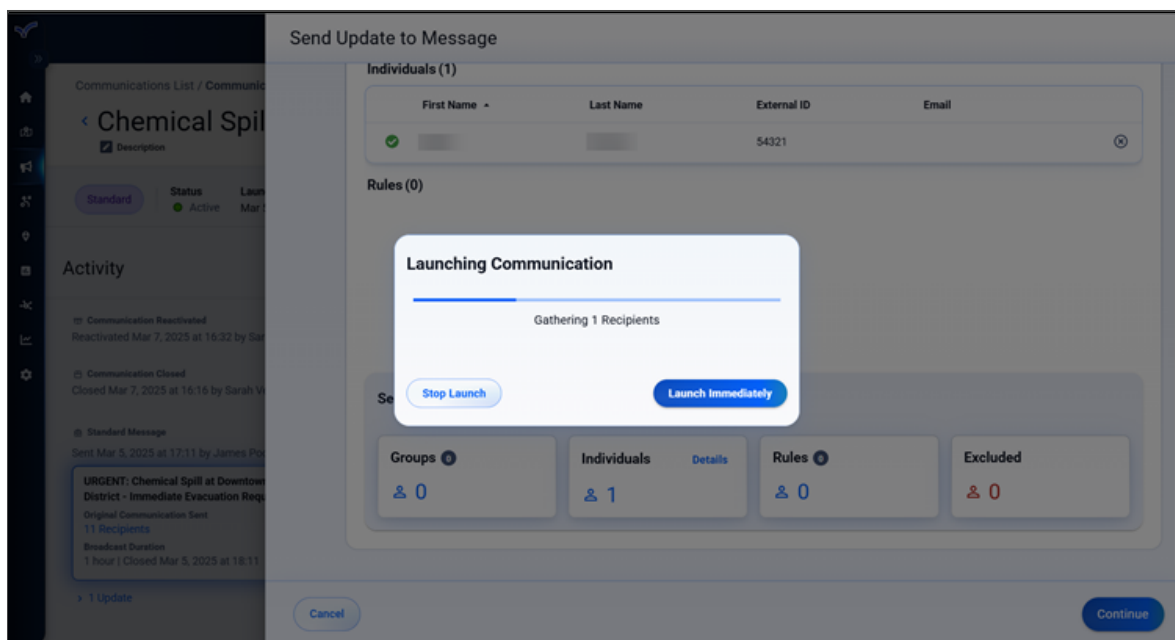 Send Update to Message
Communications List / Communic
Chemical Spil
Description
Standard
Status
Active
Laun
Mar 5
Activity
Communication Reactivated
Reactivated Mar 7, 2025 at 16:32 by Sar
Communication Closed
Closed Mar 7, 2025 at 16:16 by Sarah V
Standard Message
Sent Mar 5, 2025 at 17:11 by James Poo
URGENT: Chemical Spill at Downtown
District - Immediate Evacuation Requ
Original Communication Sent
11 Recipients
Broadcast Duration
1 hour | Closed Mar 5, 2025 at 18:11
1 Update
Individuals (1)
First Name Last Name External ID Email
54321
Rules (0)
Launching Communication
Gathering 1 Recipients
Stop Launch Launch Immediately
Se
Groups 0 Individuals Details Rules 0 Excluded
0 1 0 0
Cancel Continue